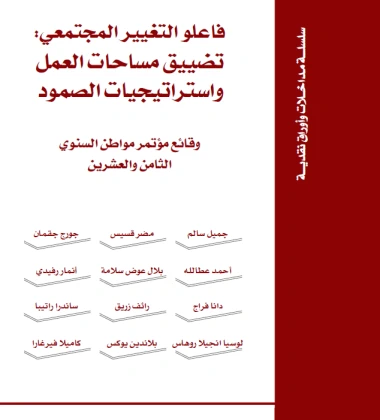 فاعلو التغيير المجتمعي:
تضييق مساحات العمل
واستراتيجيات الصمود
وقائع مؤتمر مواطن السنوي
الثامن والعشرين
جميل سالم مضر قسيس جورج جقمان
أحمد عطاالله بلال عوض سلامة أنمار رفيدي
دانا فراج رائف زريق ساندرا راتيبا
لوسيا انجيلا روهاس بلاندين يوكس كاميلا فيرغارا
سلسلة مداخلات وأوراق نقدية